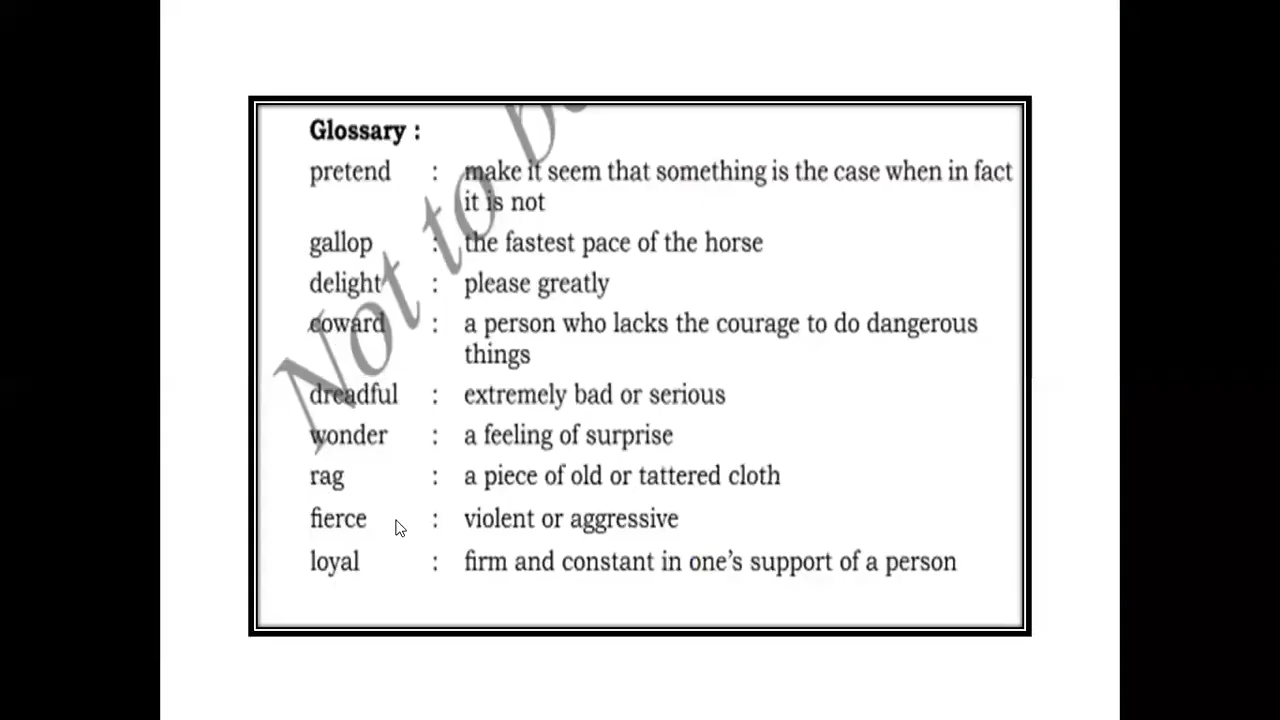 Glossary :
pretend : make it seem that something is the case when in fact
it is not
gallop : the fastest pace of the horse
delight : please greatly
coward : a person who lacks the courage to do dangerous
things
dreadful : extremely bad or serious
wonder : a feeling of surprise
rag : a piece of old or tattered cloth
fierce : violent or aggressive
loyal : firm and constant in one's support of a person
Not to